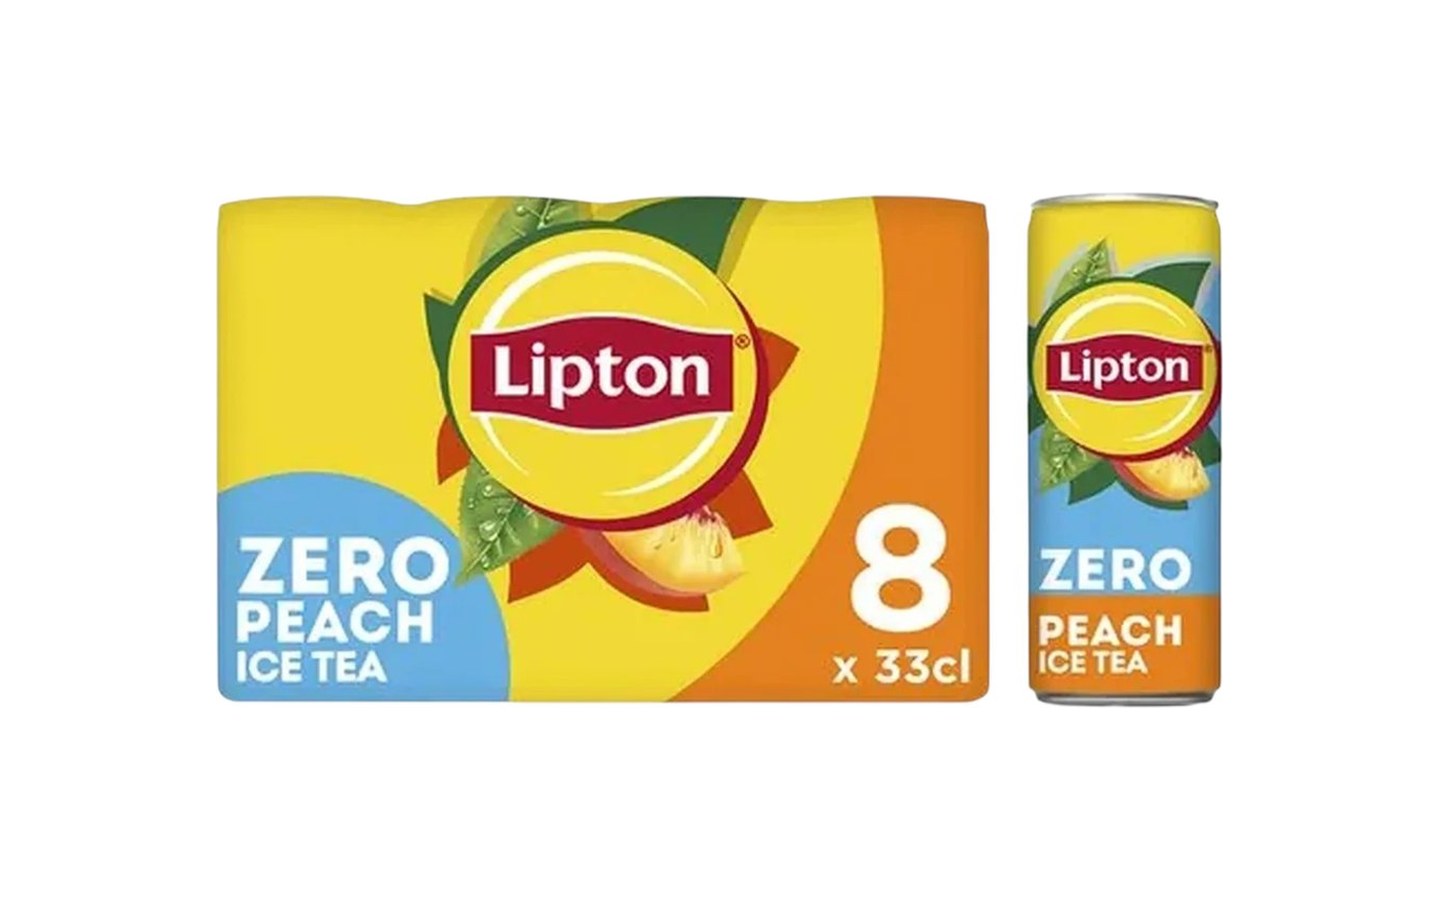 Lipton®
ZERO
PEACH
ICE TEA
8
x 33cl
Lipton®
ZERO
PEACH
ICE TEA